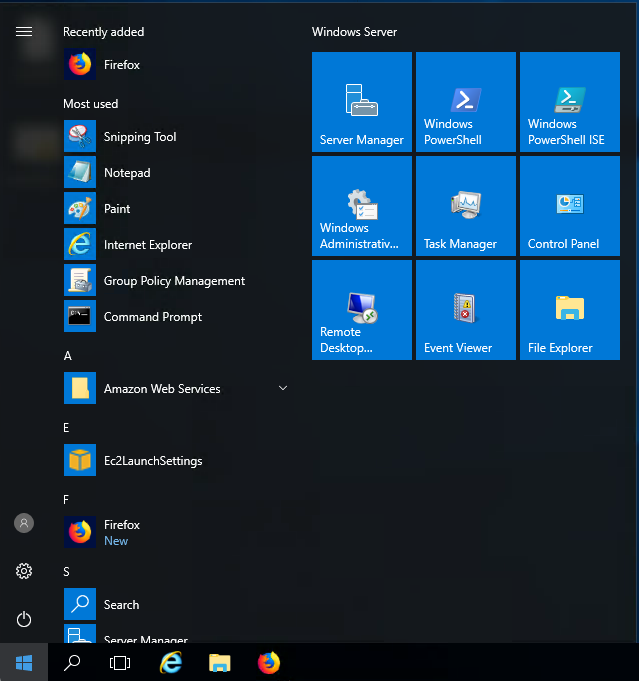 Recently added
Firefox
Most used
Snipping Tool
Notepad
Paint
Internet Explorer
Group Policy Management
Command Prompt
A
Amazon Web Services
E
Ec2LaunchSettings
F
Firefox
New
S
Search
Server Manager
Windows Server
Server Manager
Windows
PowerShell
Windows
PowerShell ISE
Windows
Administrativ...
Task Manager
Control Panel
Remote
Desktop...
Event Viewer
File Explorer